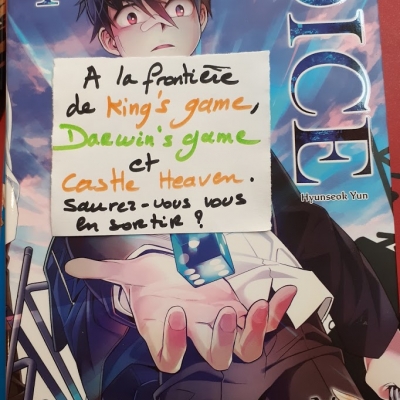 A la frontière
de King's game,
Darwin's game
et
Castle Heaven.
Saurez-vous vous
en sortir ?
DICE
Hyunseok Yun